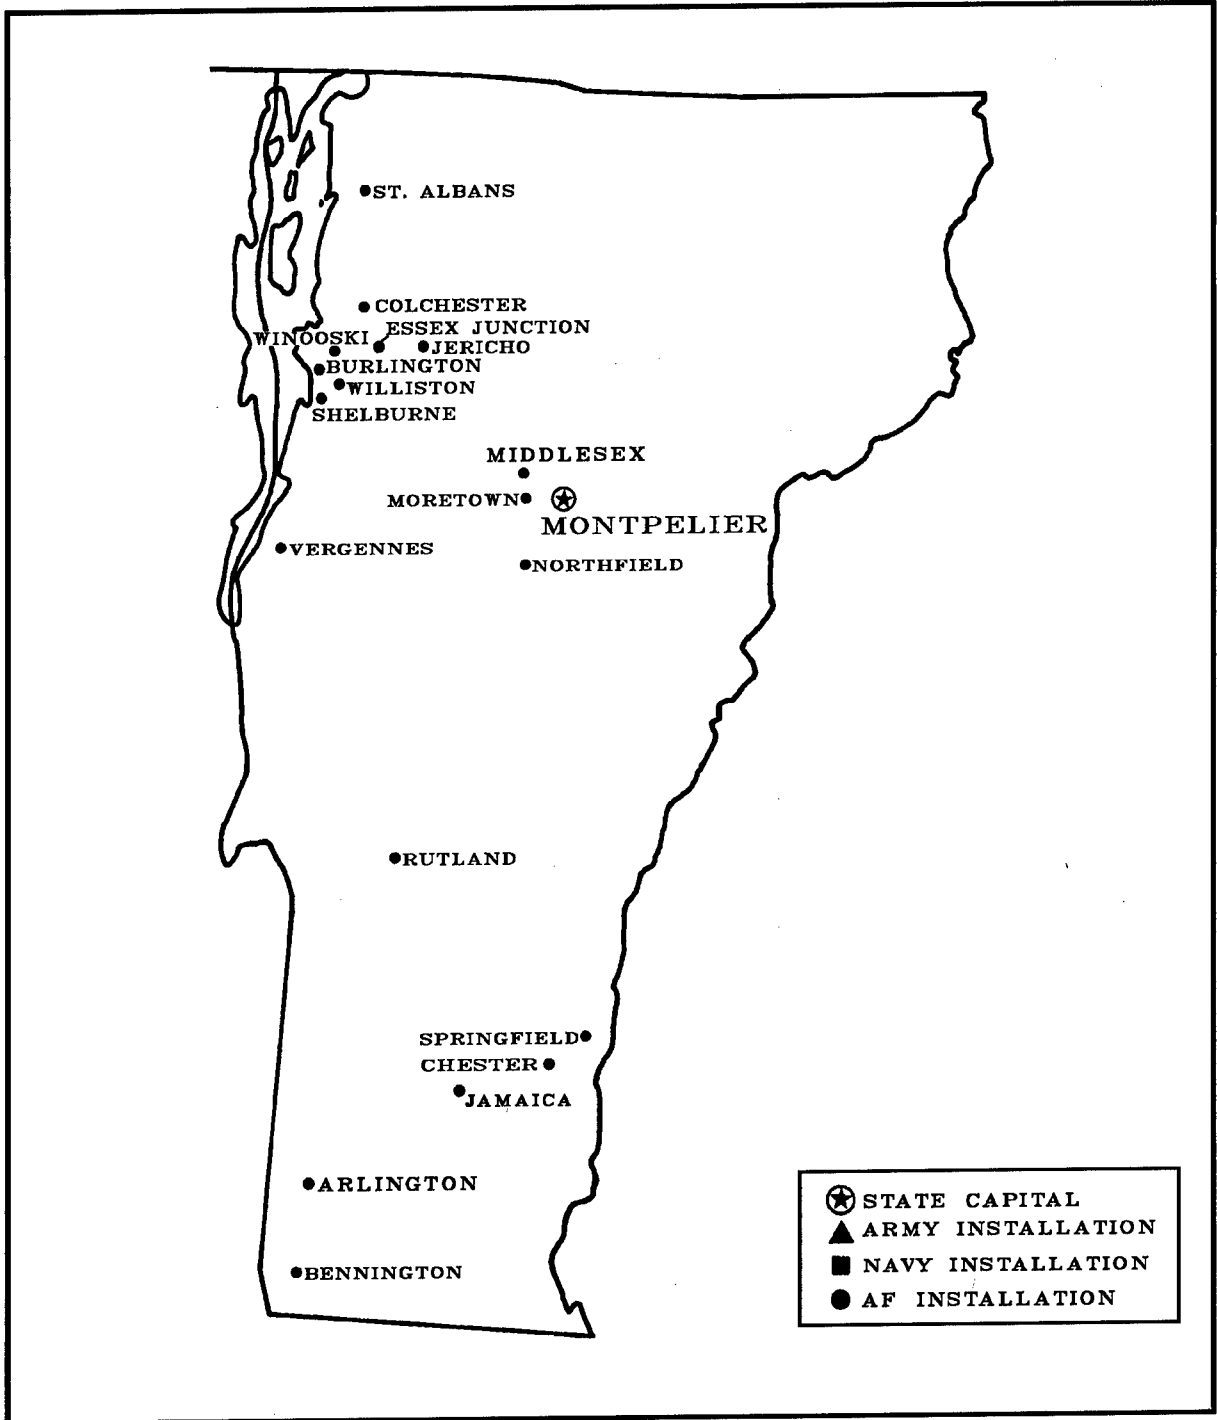 ST. ALBANS
COLCHESTER
ESSEX JUNCTION
WINOOSKI
JERICHO
BURLINGTON
WILLISTON
SHELBURNE
MIDDLESEX
MORETOWN
MONTPELIER
VERGENNES
NORTHFIELD
RUTLAND
SPRINGFIELD
CHESTER
JAMAICA
ARLINGTON
BENNINGTON
STATE CAPITAL
ARMY INSTALLATION
NAVY INSTALLATION
AF INSTALLATION